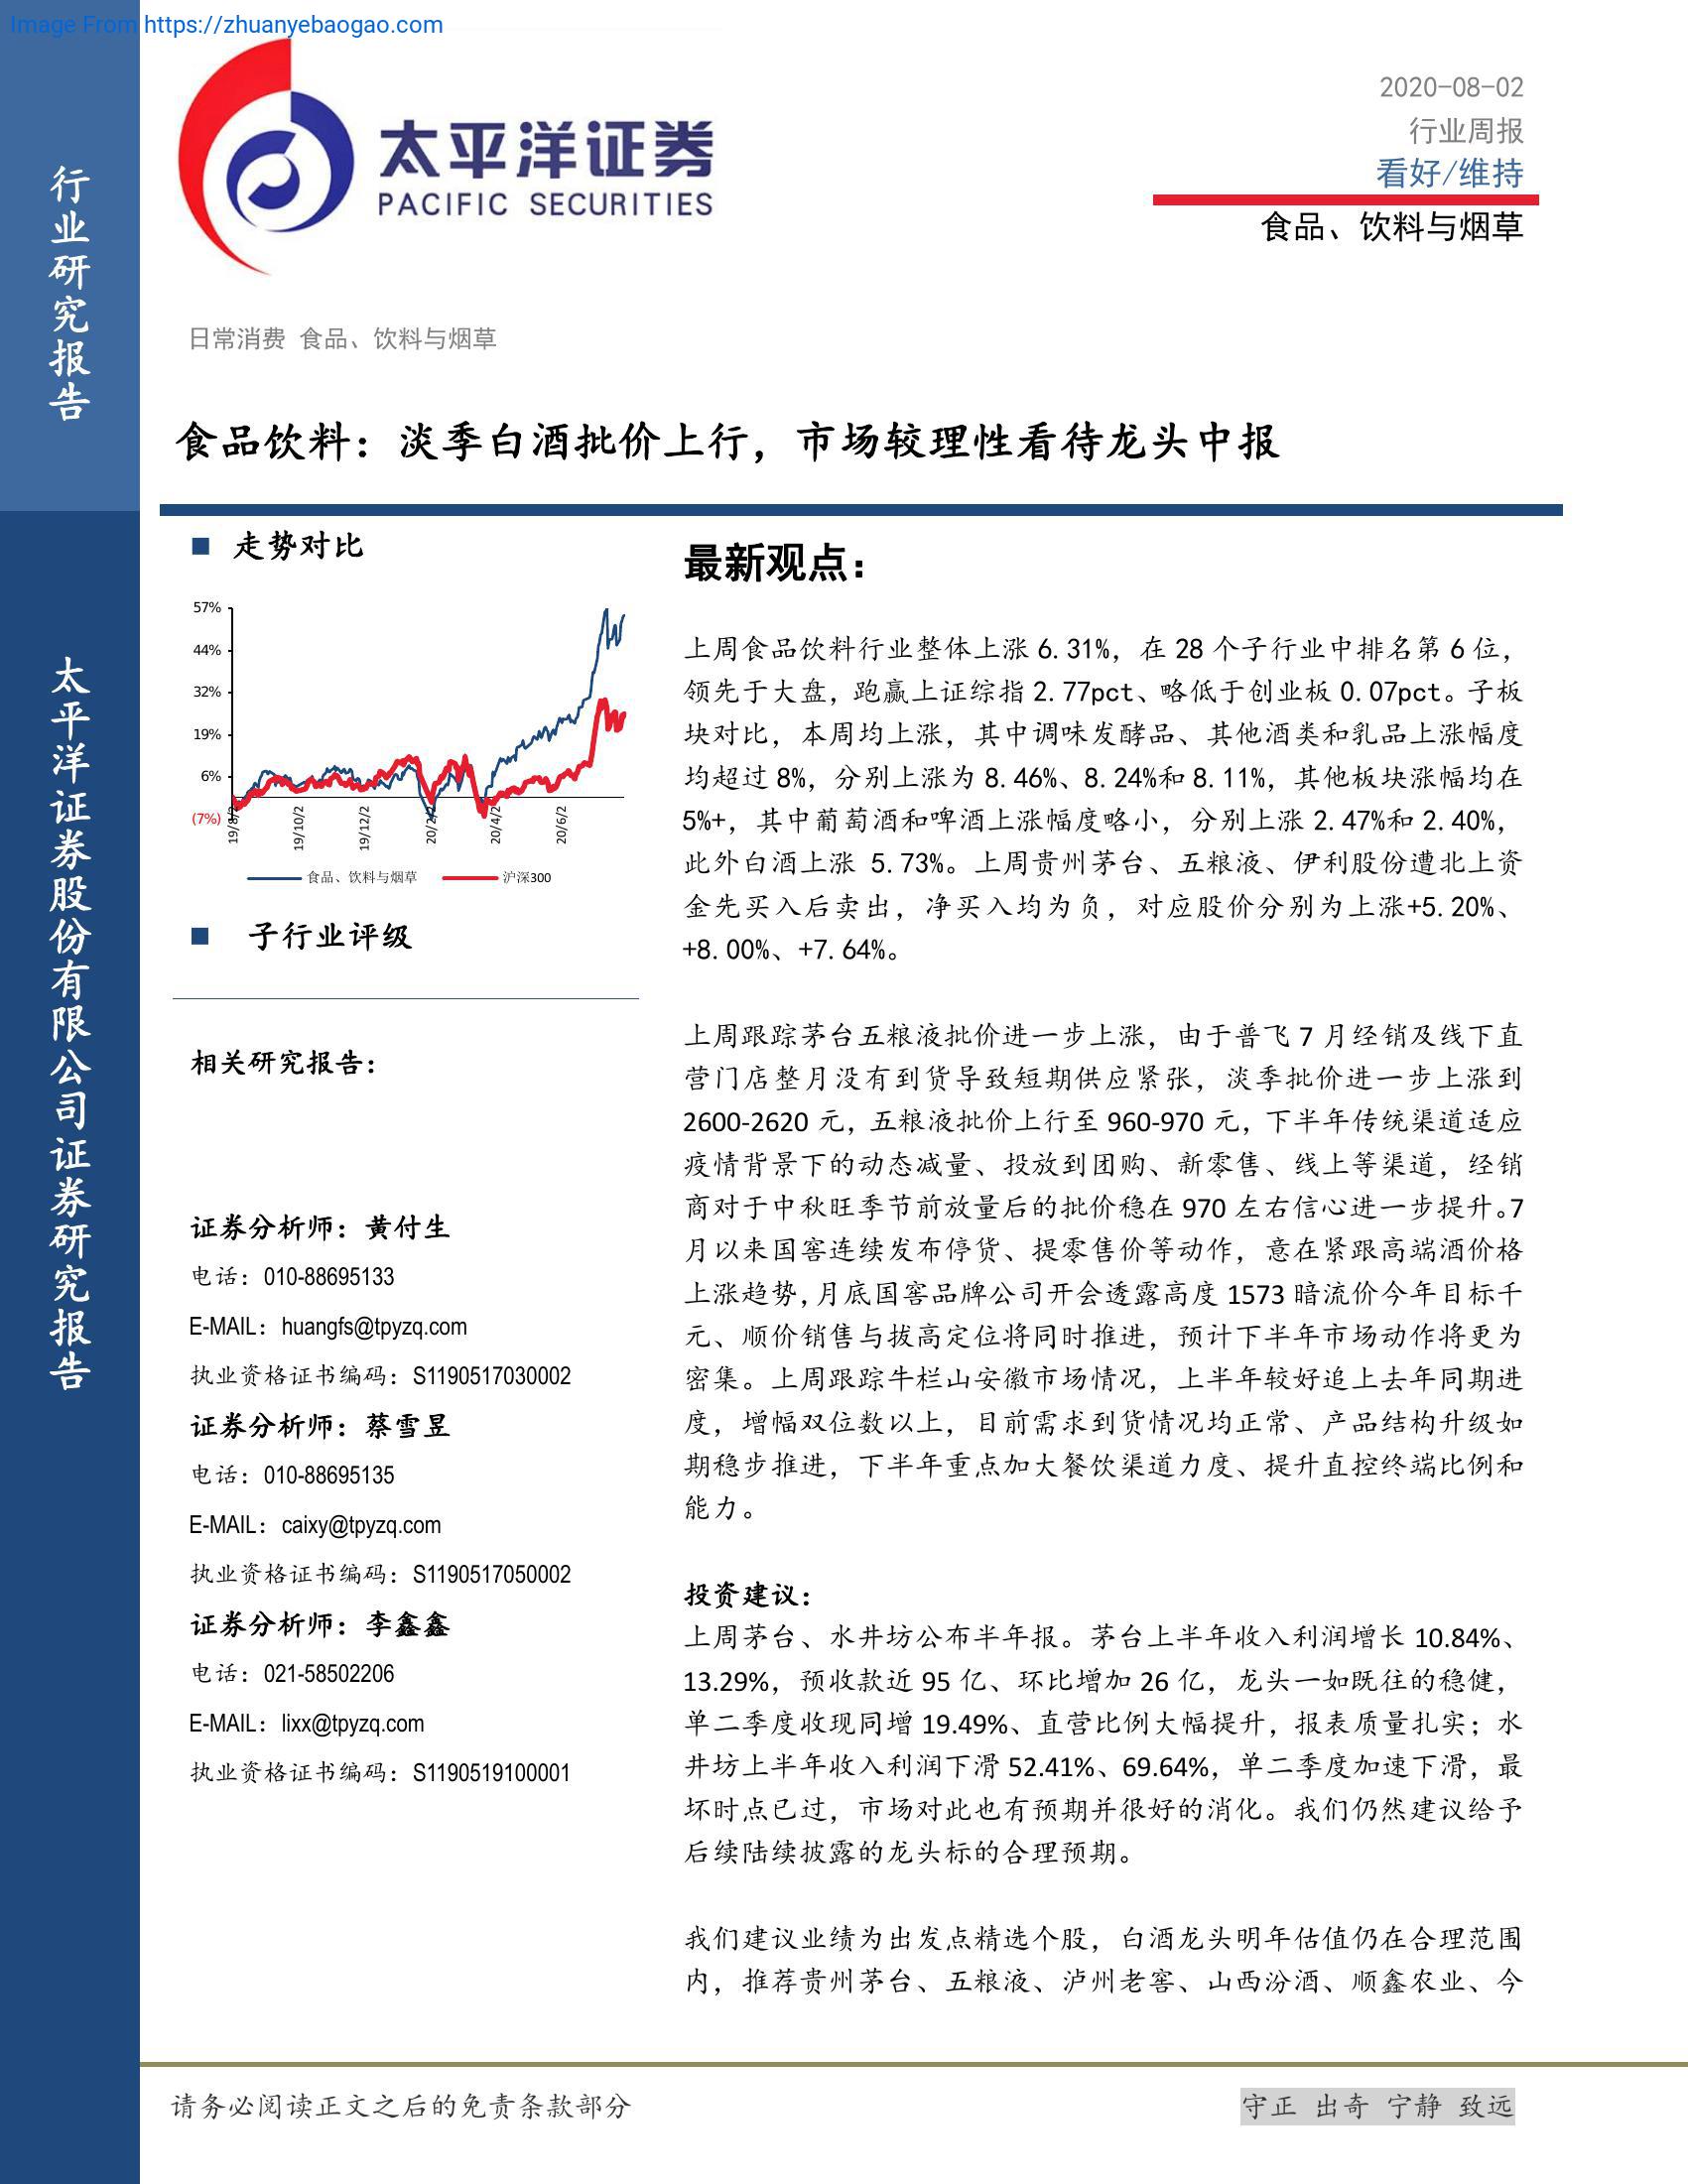 Image From https://zhuanyebaogao.com
行业研究报告
太平洋证券股份有限公司证券研究报告
太平洋证券
PACIFIC SECURITIES
2020-08-02
行业周报
看好/维持
食品、饮料与烟草
日常消费 食品、饮料与烟草
食品饮料：淡季白酒批价上行，市场较理性看待龙头中报
■ 走势对比
57%
44%
32%
19%
6%
(7%)
19/8/2
19/10/2
19/12/2
20/2/2
20/4/2
20/6/2
食品、饮料与烟草
沪深300
■ 子行业评级
相关研究报告：
证券分析师：黄付生
电话：010-88695133
E-MAIL：huangfs@tpyzq.com
执业资格证书编码：S1190517030002
证券分析师：蔡雪昱
电话：010-88695135
E-MAIL：caixy@tpyzq.com
执业资格证书编码：S1190517050002
证券分析师：李鑫鑫
电话：021-58502206
E-MAIL：lixx@tpyzq.com
执业资格证书编码：S1190519100001
最新观点：
上周食品饮料行业整体上涨 6.31%，在 28 个子行业中排名第 6 位，
领先于大盘，跑赢上证综指 2.77pct、略低于创业板 0.07pct。子板
块对比，本周均上涨，其中调味发酵品、其他酒类和乳品上涨幅度
均超过 8%，分别上涨为 8.46%、8.24%和 8.11%，其他板块涨幅均在
5%+，其中葡萄酒和啤酒上涨幅度略小，分别上涨 2.47%和 2.40%，
此外白酒上涨 5.73%。上周贵州茅台、五粮液、伊利股份遭北上资
金先买入后卖出，净买入均为负，对应股价分别为上涨+5.20%、
+8.00%、+7.64%。
上周跟踪茅台五粮液批价进一步上涨，由于普飞 7 月经销及线下直
营门店整月没有到货导致短期供应紧张，淡季批价进一步上涨到
2600-2620 元，五粮液批价上行至 960-970 元，下半年传统渠道适应
疫情背景下的动态减量、投放到团购、新零售、线上等渠道，经销
商对于中秋旺季节前放量后的批价稳在 970 左右信心进一步提升。7
月以来国窖连续发布停货、提零售价等动作，意在紧跟高端酒价格
上涨趋势，月底国窖品牌公司开会透露高度 1573 暗流价今年目标千
元、顺价销售与拔高定位将同时推进，预计下半年市场动作将更为
密集。上周跟踪牛栏山安徽市场情况，上半年较好追上去年同期进
度，增幅双位数以上，目前需求到货情况均正常、产品结构升级如
期稳步推进，下半年重点加大餐饮渠道力度、提升直控终端比例和
能力。
投资建议：
上周茅台、水井坊公布半年报。茅台上半年收入利润增长 10.84%、
13.29%，预收款近 95 亿、环比增加 26 亿，龙头一如既往的稳健，
单二季度收现同增 19.49%、直营比例大幅提升，报表质量扎实；水
井坊上半年收入利润下滑 52.41%、69.64%，单二季度加速下滑，最
坏时点已过，市场对此也有预期并很好的消化。我们仍然建议给予
后续陆续披露的龙头标的合理预期。
我们建议业绩为出发点精选个股，白酒龙头明年估值仍在合理范围
内，推荐贵州茅台、五粮液、泸州老窖、山西汾酒、顺鑫农业、今
请务必阅读正文之后的免责条款部分
守正 出奇 宁静 致远